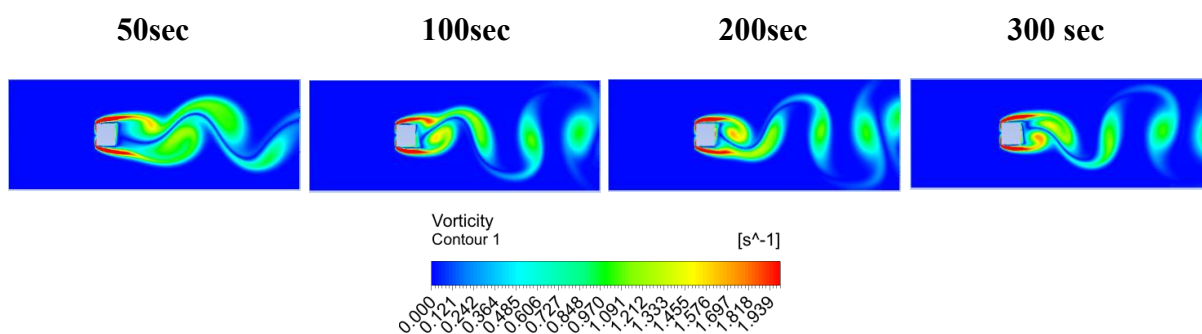 50sec 100sec 200sec 300 sec
Vorticity
Contour 1 [s^-1]
0.000 0.121 0.242 0.364 0.485 0.606 0.727 0.848 0.970 1.091 1.212 1.333 1.455 1.576 1.697 1.818 1.939